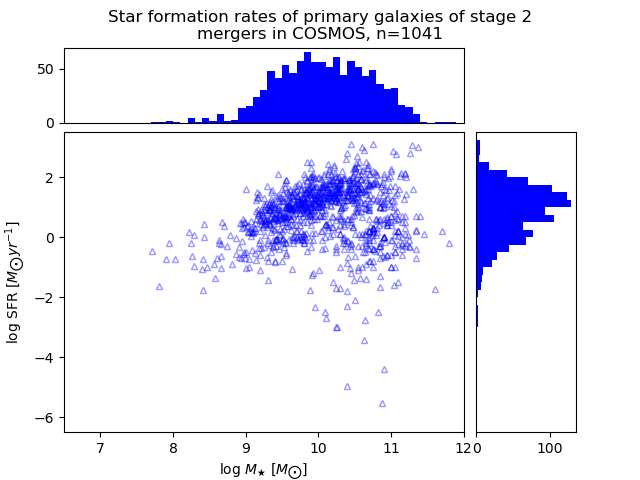 Star formation rates of primary galaxies of stage 2
mergers in COSMOS, n=1041
50
0
2
0
−2
−4
−6
log SFR [M⨀yr⁻¹]
7 8 9 10 11 12
0 100
log M★ [M⨀]